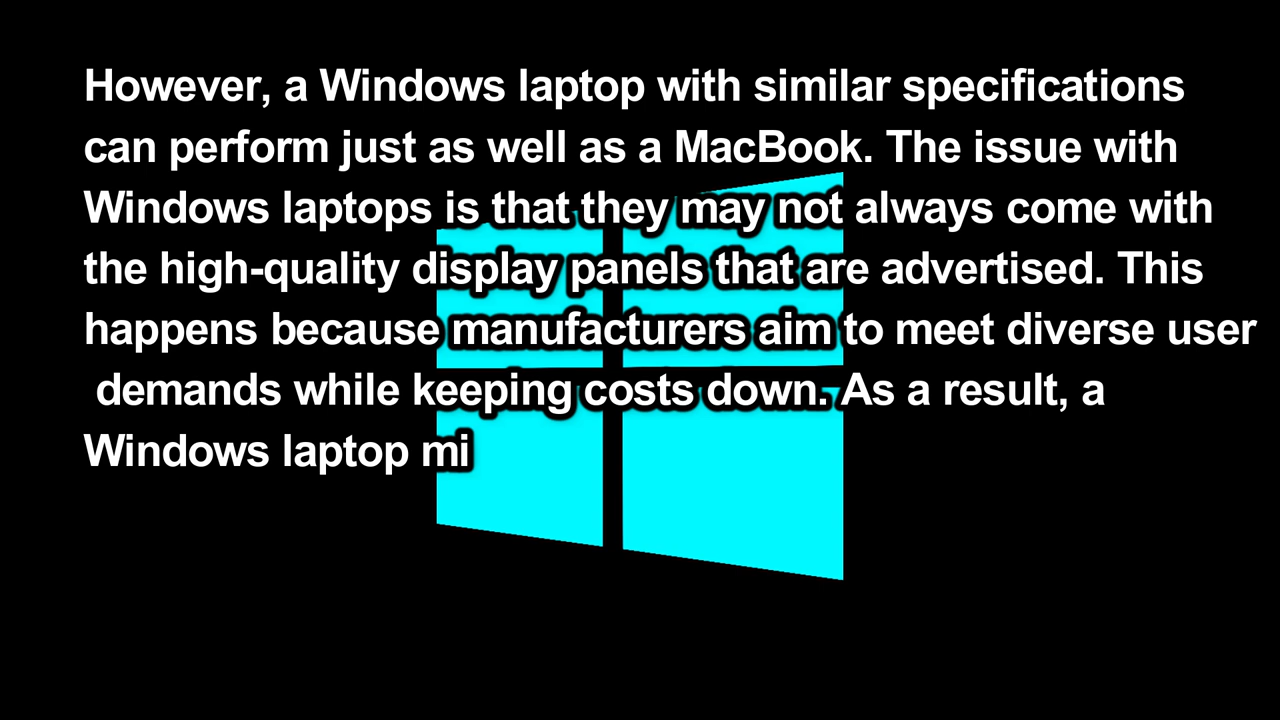 However, a Windows laptop with similar specifications
can perform just as well as a MacBook. The issue with
Windows laptops is that they may not always come with
the high-quality display panels that are advertised. This
happens because manufacturers aim to meet diverse user
demands while keeping costs down. As a result, a
Windows laptop mi